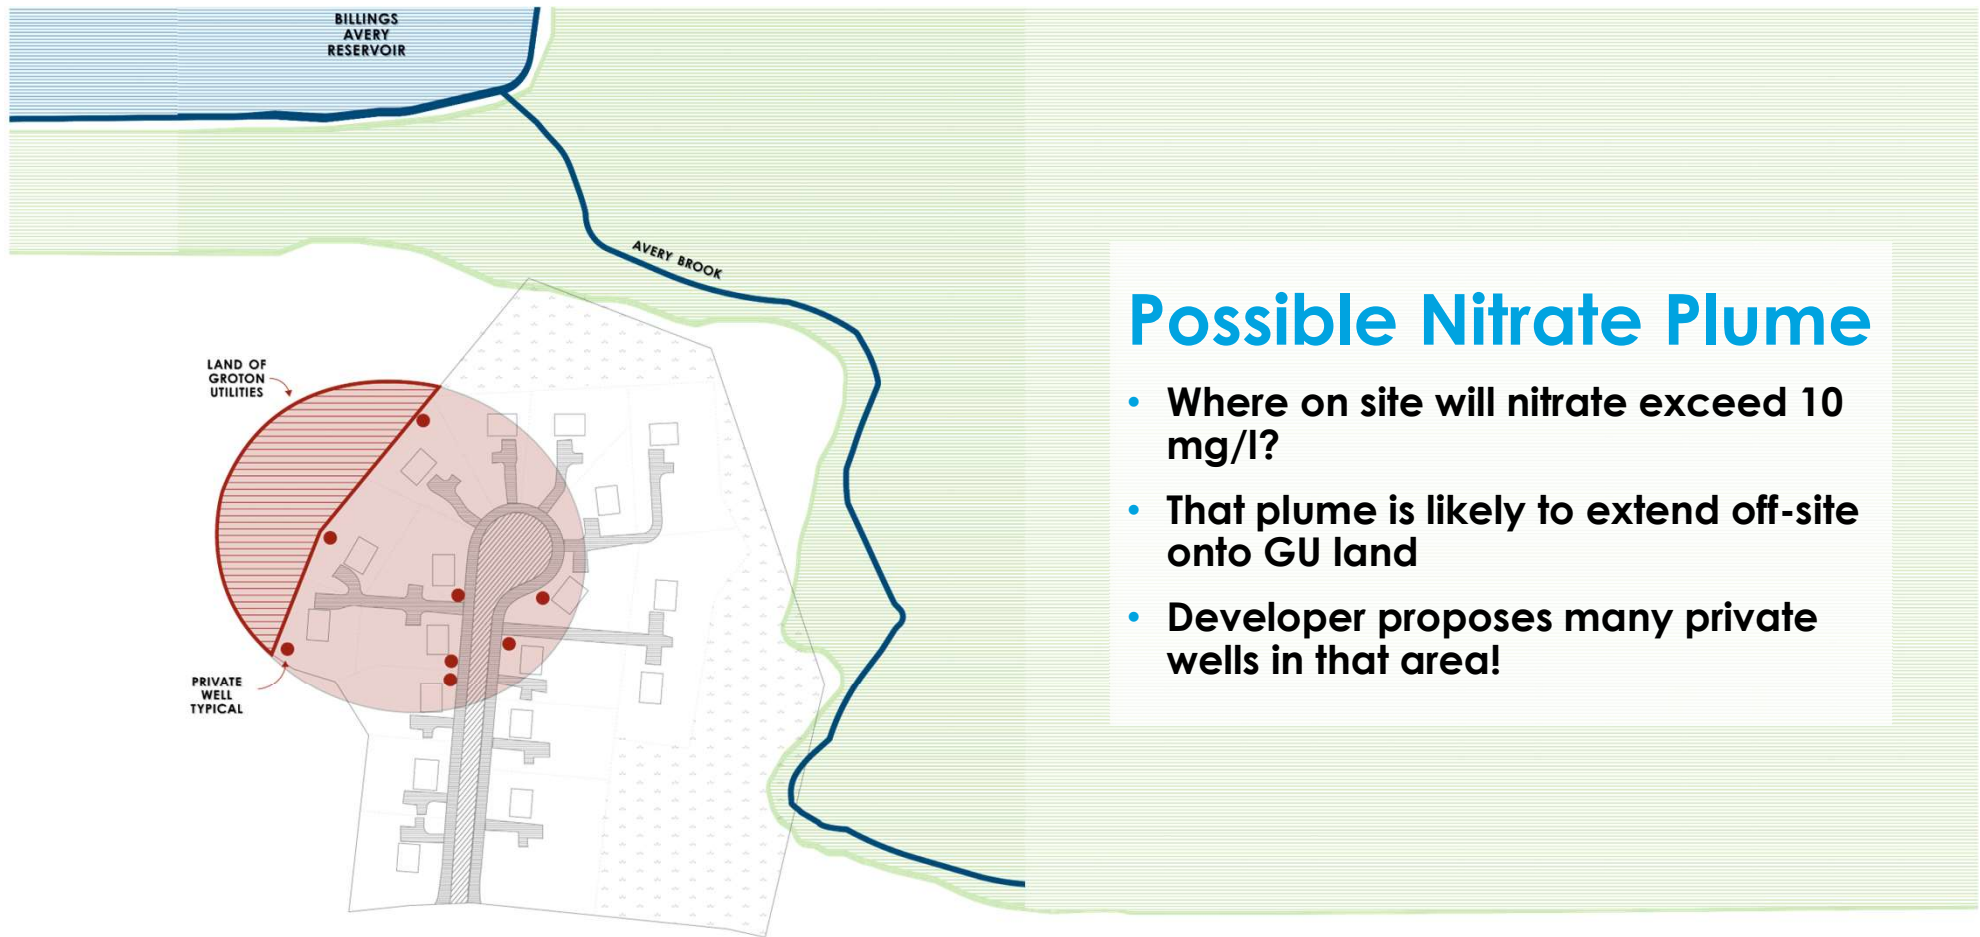 BILLINGS
AVERY
RESERVOIR
AVERY BROOK
LAND OF
GROTON
UTILITIES
PRIVATE
WELL
TYPICAL
Possible Nitrate Plume
• Where on site will nitrate exceed 10
mg/l?
• That plume is likely to extend off-site
onto GU land
• Developer proposes many private
wells in that area!